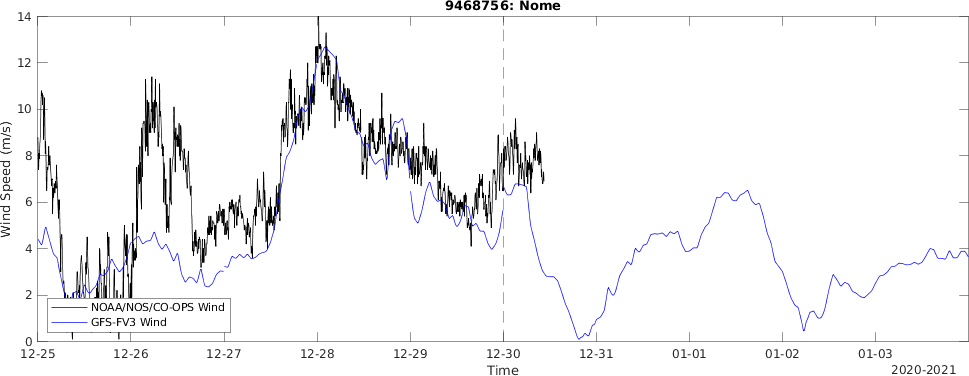 9468756: Nome
14
12
10
8
6
4
2
0
Wind Speed (m/s)
NOAA/NOS/CO-OPS Wind
GFS-FV3 Wind
12-25 12-26 12-27 12-28 12-29 12-30 12-31 01-01 01-02 01-03
Time
2020-2021